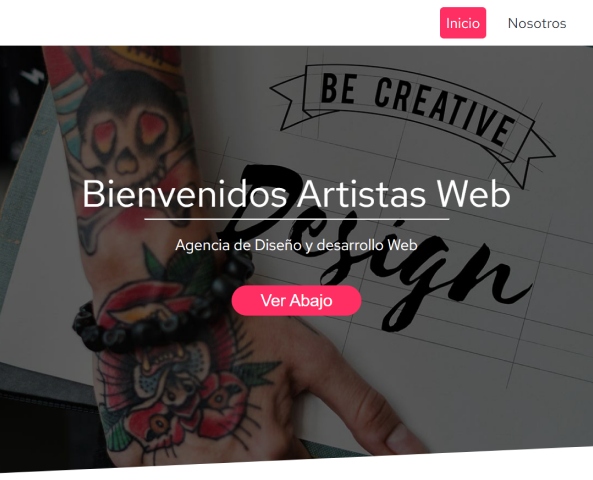 Inicio Nosotros
BE CREATIVE
Design
Bienvenidos Artistas Web
Agencia de Diseño y desarrollo Web
Ver Abajo